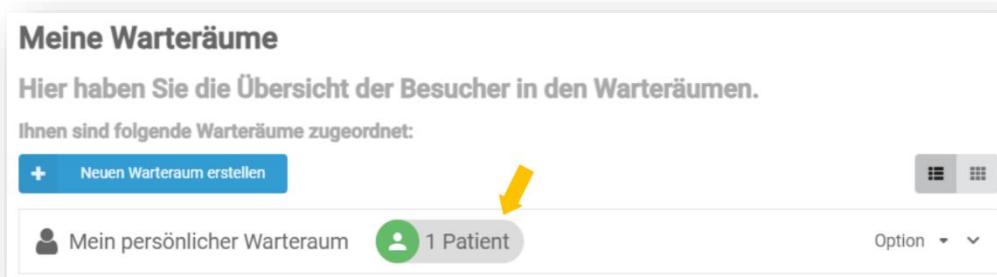 Meine Warteräume
Hier haben Sie die Übersicht der Besucher in den Warteräumen.
Ihnen sind folgende Warteräume zugeordnet:
Neuen Warteraum erstellen
Mein persönlicher Warteraum 1 Patient Option